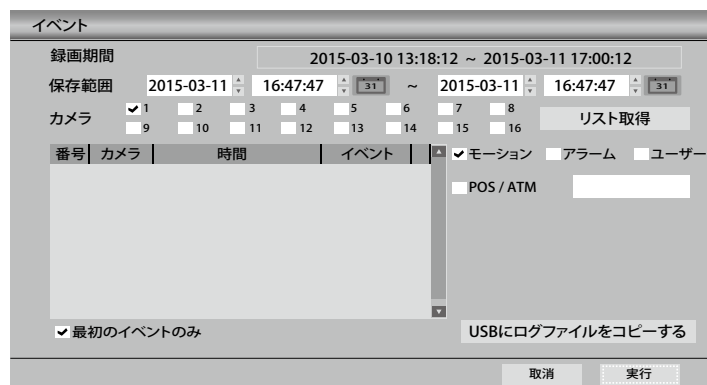 イベント
録画期間 2015-03-10 13:18:12 ~ 2015-03-11 17:00:12
保存範囲 2015-03-11 16:47:47 31 ~ 2015-03-11 16:47:47 31
カメラ 1 2 3 4 5 6 7 8
9 10 11 12 13 14 15 16
リスト取得
番号 カメラ 時間 イベント
モーション アラーム ユーザー
POS / ATM
最初のイベントのみ
USBにログファイルをコピーする
取消 実行